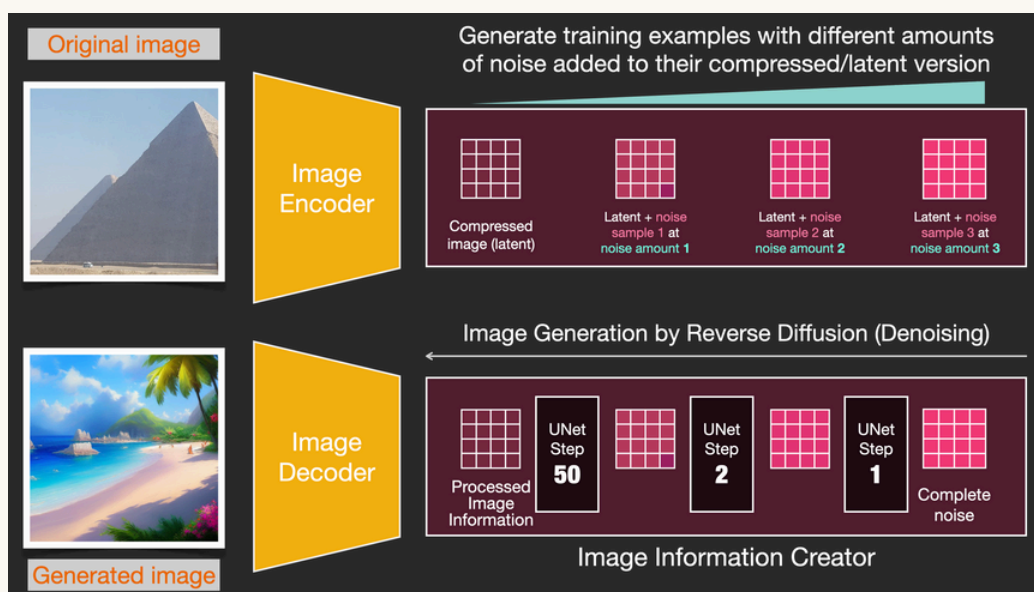 Original image
Generate training examples with different amounts
of noise added to their compressed/latent version
Image
Encoder
Compressed
image (latent)
Latent + noise
sample 1 at
noise amount 1
Latent + noise
sample 2 at
noise amount 2
Latent + noise
sample 3 at
noise amount 3
Image Generation by Reverse Diffusion (Denoising)
Image
Decoder
Processed
Image
Information
UNet
Step
50
UNet
Step
2
UNet
Step
1
Complete
noise
Image Information Creator
Generated image